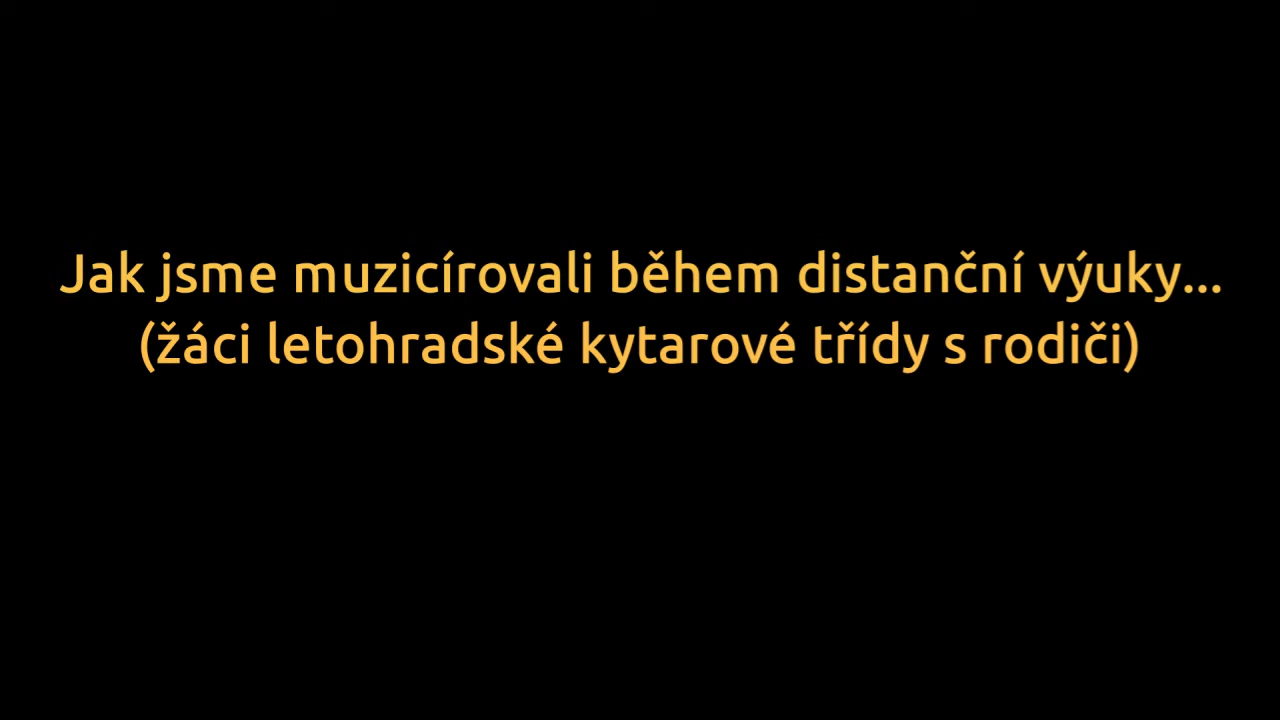 Jak jsme muzicírovali během distanční výuky...
(žáci letohradské kytarové třídy s rodiči)